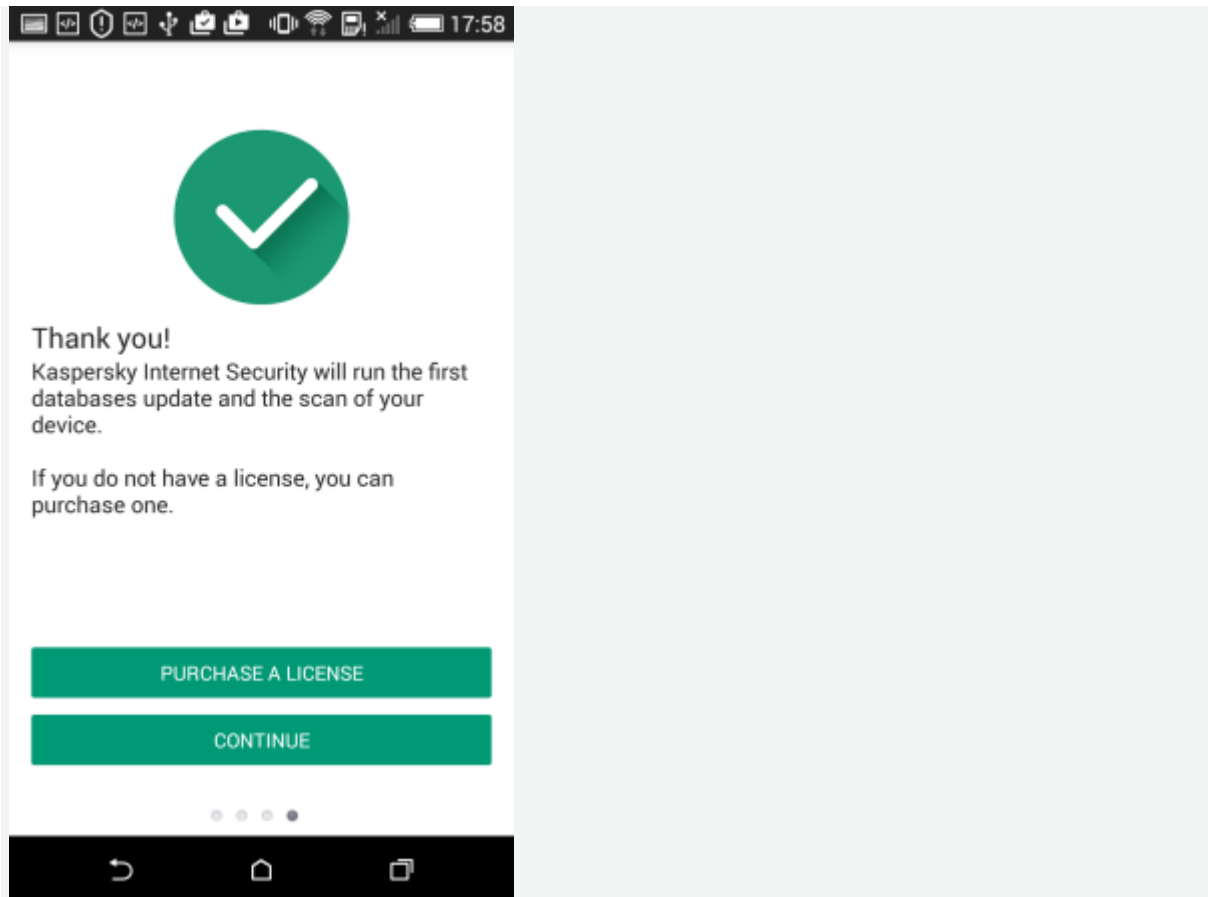 17:58
Thank you!
Kaspersky Internet Security will run the first
databases update and the scan of your
device.
If you do not have a license, you can
purchase one.
PURCHASE A LICENSE
CONTINUE